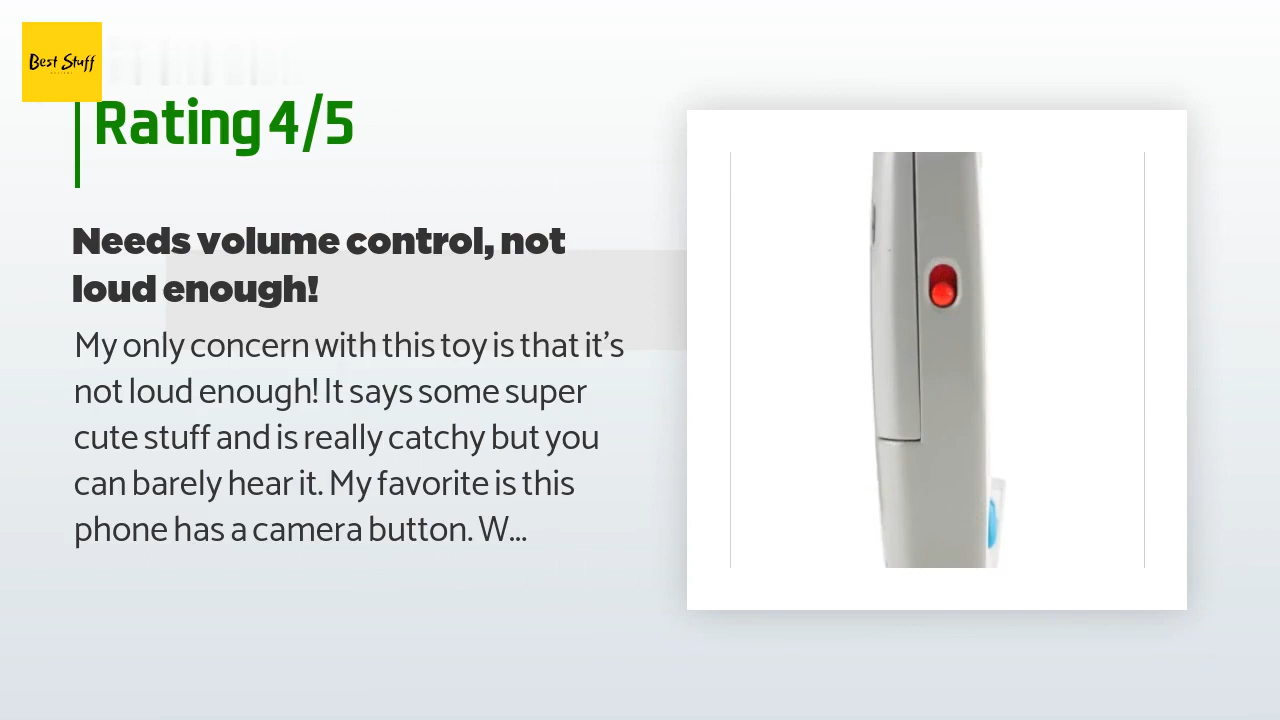 Best Stuff
Rating 4/5
Needs volume control, not
loud enough!
My only concern with this toy is that it's
not loud enough! It says some super
cute stuff and is really catchy but you
can barely hear it. My favorite is this
phone has a camera button. W...